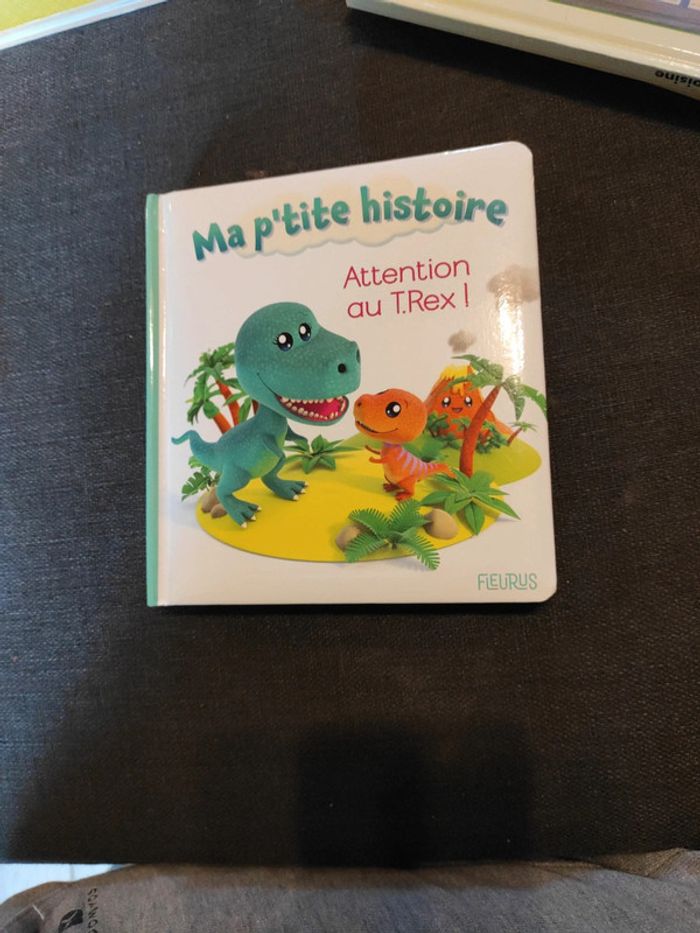 Ma p'tite histoire
Attention
au T.Rex !
FLEURUS